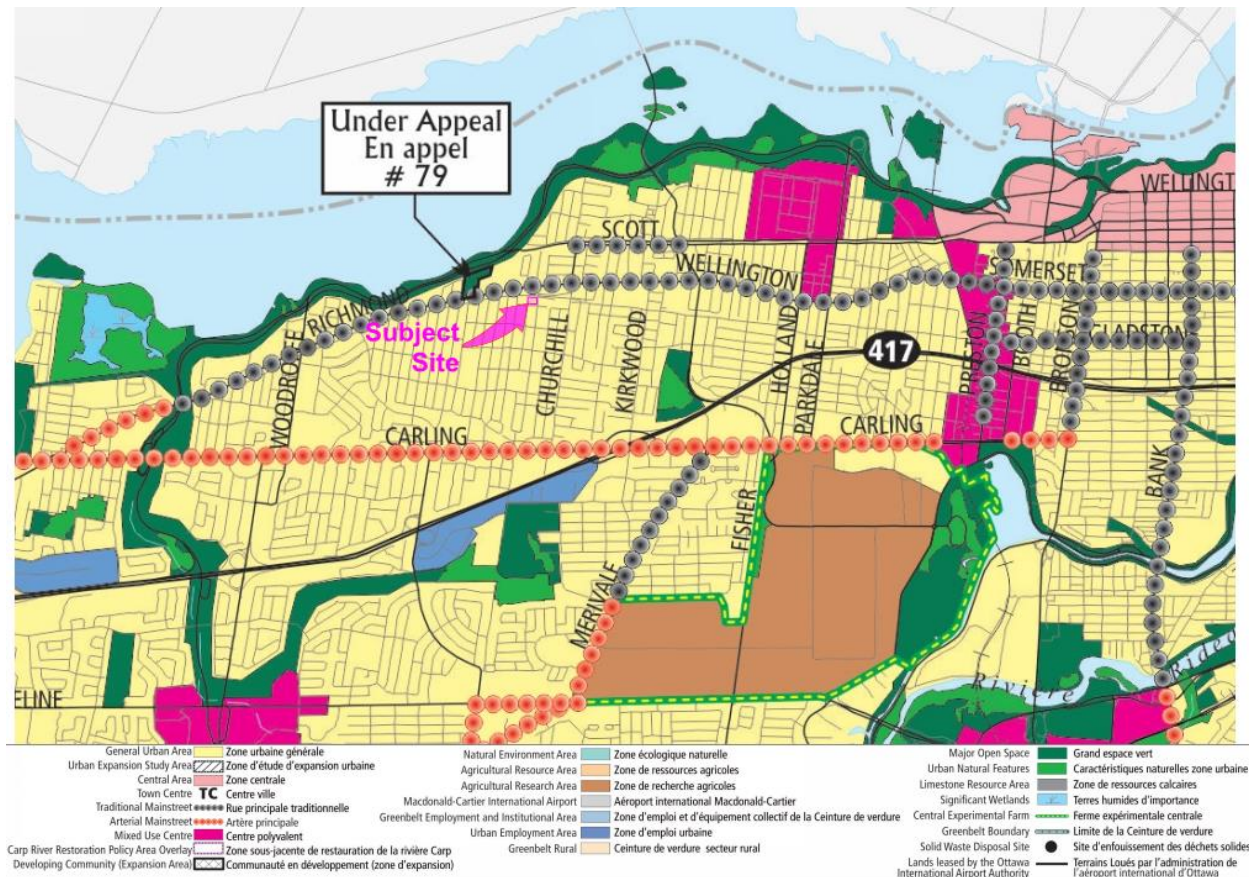 Under Appeal
En appel
# 79
WELLINGT
SCOTT
WELLINGTON
SOMERSET
RICHMOND
Subject
Site
CHURCHILL
KIRKWOOD
HOLLAND
PARKDALE
417
PRESTON
BOOTH
BRONSON
GLADSTON
WOODROFFE
CARLING
CARLING
BANK
FISHER
MERIVALE
ELINE
Rivière
Rideau
General Urban Area Zone urbaine générale
Urban Expansion Study Area Zone d'étude d'expansion urbaine
Central Area Zone centrale
Town Centre TC Centre ville
Traditional Mainstreet Rue principale traditionnelle
Arterial Mainstreet Artère principale
Mixed Use Centre Centre polyvalent
Carp River Restoration Policy Area Overlay Zone sous-jacente de restauration de la rivière Carp
Developing Community (Expansion Area) Communauté en développement (zone d'expansion)
Natural Environment Area Zone écologique naturelle
Agricultural Resource Area Zone de ressources agricoles
Agricultural Research Area Zone de recherche agricoles
Macdonald-Cartier International Airport Aéroport international Macdonald-Cartier
Greenbelt Employment and Institutional Area Zone d'emploi et d'équipement collectif de la Ceinture de verdure
Urban Employment Area Zone d'emploi urbaine
Greenbelt Rural Ceinture de verdure secteur rural
Major Open Space Grand espace vert
Urban Natural Features Caractéristiques naturelles zone urbaine
Limestone Resource Area Zone de ressources calcaires
Significant Wetlands Terres humides d'importance
Central Experimental Farm Ferme expérimentale centrale
Greenbelt Boundary Limite de la Ceinture de verdure
Solid Waste Disposal Site Site d'enfouissement des déchets solides
Lands leased by the Ottawa Terrains Loués par l'administration de
International Airport Authority l'aéroport international d'Ottawa